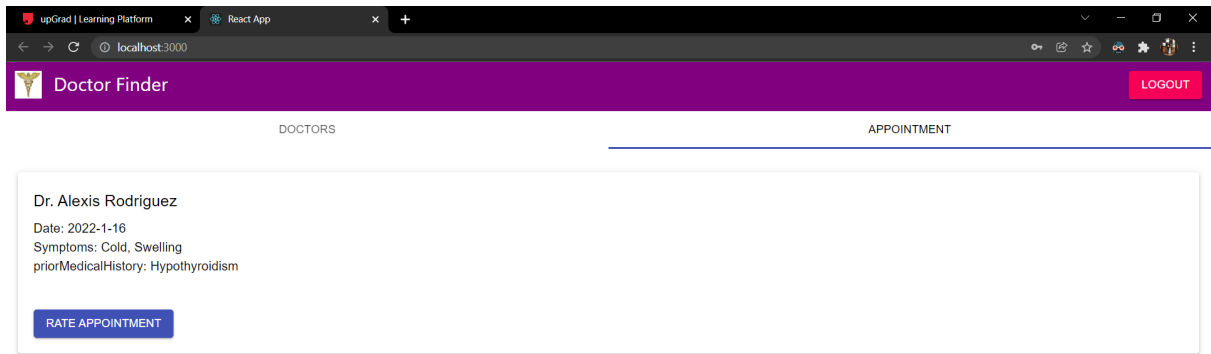 upGrad | Learning Platform
React App
localhost:3000
Doctor Finder
LOGOUT
DOCTORS
APPOINTMENT
Dr. Alexis Rodriguez
Date: 2022-1-16
Symptoms: Cold, Swelling
priorMedicalHistory: Hypothyroidism
RATE APPOINTMENT